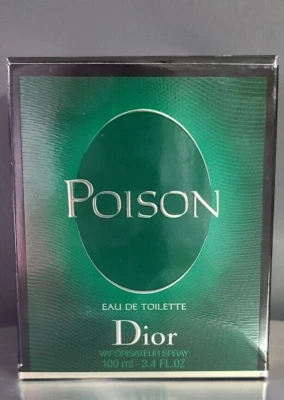 POISON
EAU DE TOILETTE
Dior
VAPORISATEUR SPRAY
100 ml - 3.4 FL.OZ